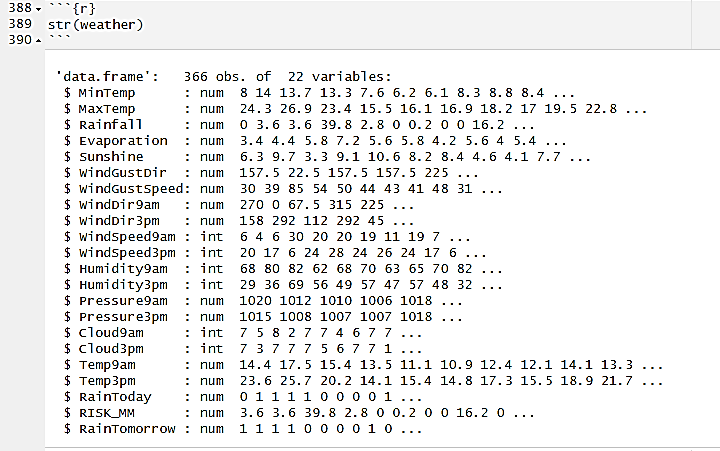 388 ```{r}
389 str(weather)
390 ```
'data.frame': 366 obs. of 22 variables:
$ MinTemp : num 8 14 13.7 13.3 7.6 6.2 6.1 8.3 8.8 8.4 ...
$ MaxTemp : num 24.3 26.9 23.4 15.5 16.1 16.9 18.2 17 19.5 22.8 ...
$ Rainfall : num 0 3.6 3.6 39.8 2.8 0 0.2 0 0 16.2 ...
$ Evaporation : num 3.4 4.4 5.8 7.2 5.6 5.8 4.2 5.6 4 5.4 ...
$ Sunshine : num 6.3 9.7 3.3 9.1 10.6 8.2 8.4 4.6 4.1 7.7 ...
$ WindGustDir : num 157.5 22.5 157.5 157.5 225 ...
$ WindGustSpeed: num 30 39 85 54 50 44 43 41 48 31 ...
$ WindDir9am : num 270 0 67.5 315 225 ...
$ WindDir3pm : num 158 292 112 292 45 ...
$ WindSpeed9am : int 6 4 6 30 20 20 19 11 19 7 ...
$ WindSpeed3pm : int 20 17 6 24 28 24 26 24 17 6 ...
$ Humidity9am : int 68 80 82 62 68 70 63 65 70 82 ...
$ Humidity3pm : int 29 36 69 56 49 57 47 57 48 32 ...
$ Pressure9am : num 1020 1012 1010 1006 1018 ...
$ Pressure3pm : num 1015 1008 1007 1007 1018 ...
$ Cloud9am : int 7 5 8 2 7 7 4 6 7 7 ...
$ Cloud3pm : int 7 3 7 7 7 5 6 7 7 1 ...
$ Temp9am : num 14.4 17.5 15.4 13.5 11.1 10.9 12.4 12.1 14.1 13.3 ...
$ Temp3pm : num 23.6 25.7 20.2 14.1 15.4 14.8 17.3 15.5 18.9 21.7 ...
$ RainToday : num 0 1 1 1 1 0 0 0 0 1 ...
$ RISK_MM : num 3.6 3.6 39.8 2.8 0 0.2 0 0 16.2 0 ...
$ RainTomorrow : num 1 1 1 1 0 0 0 0 1 0 ...